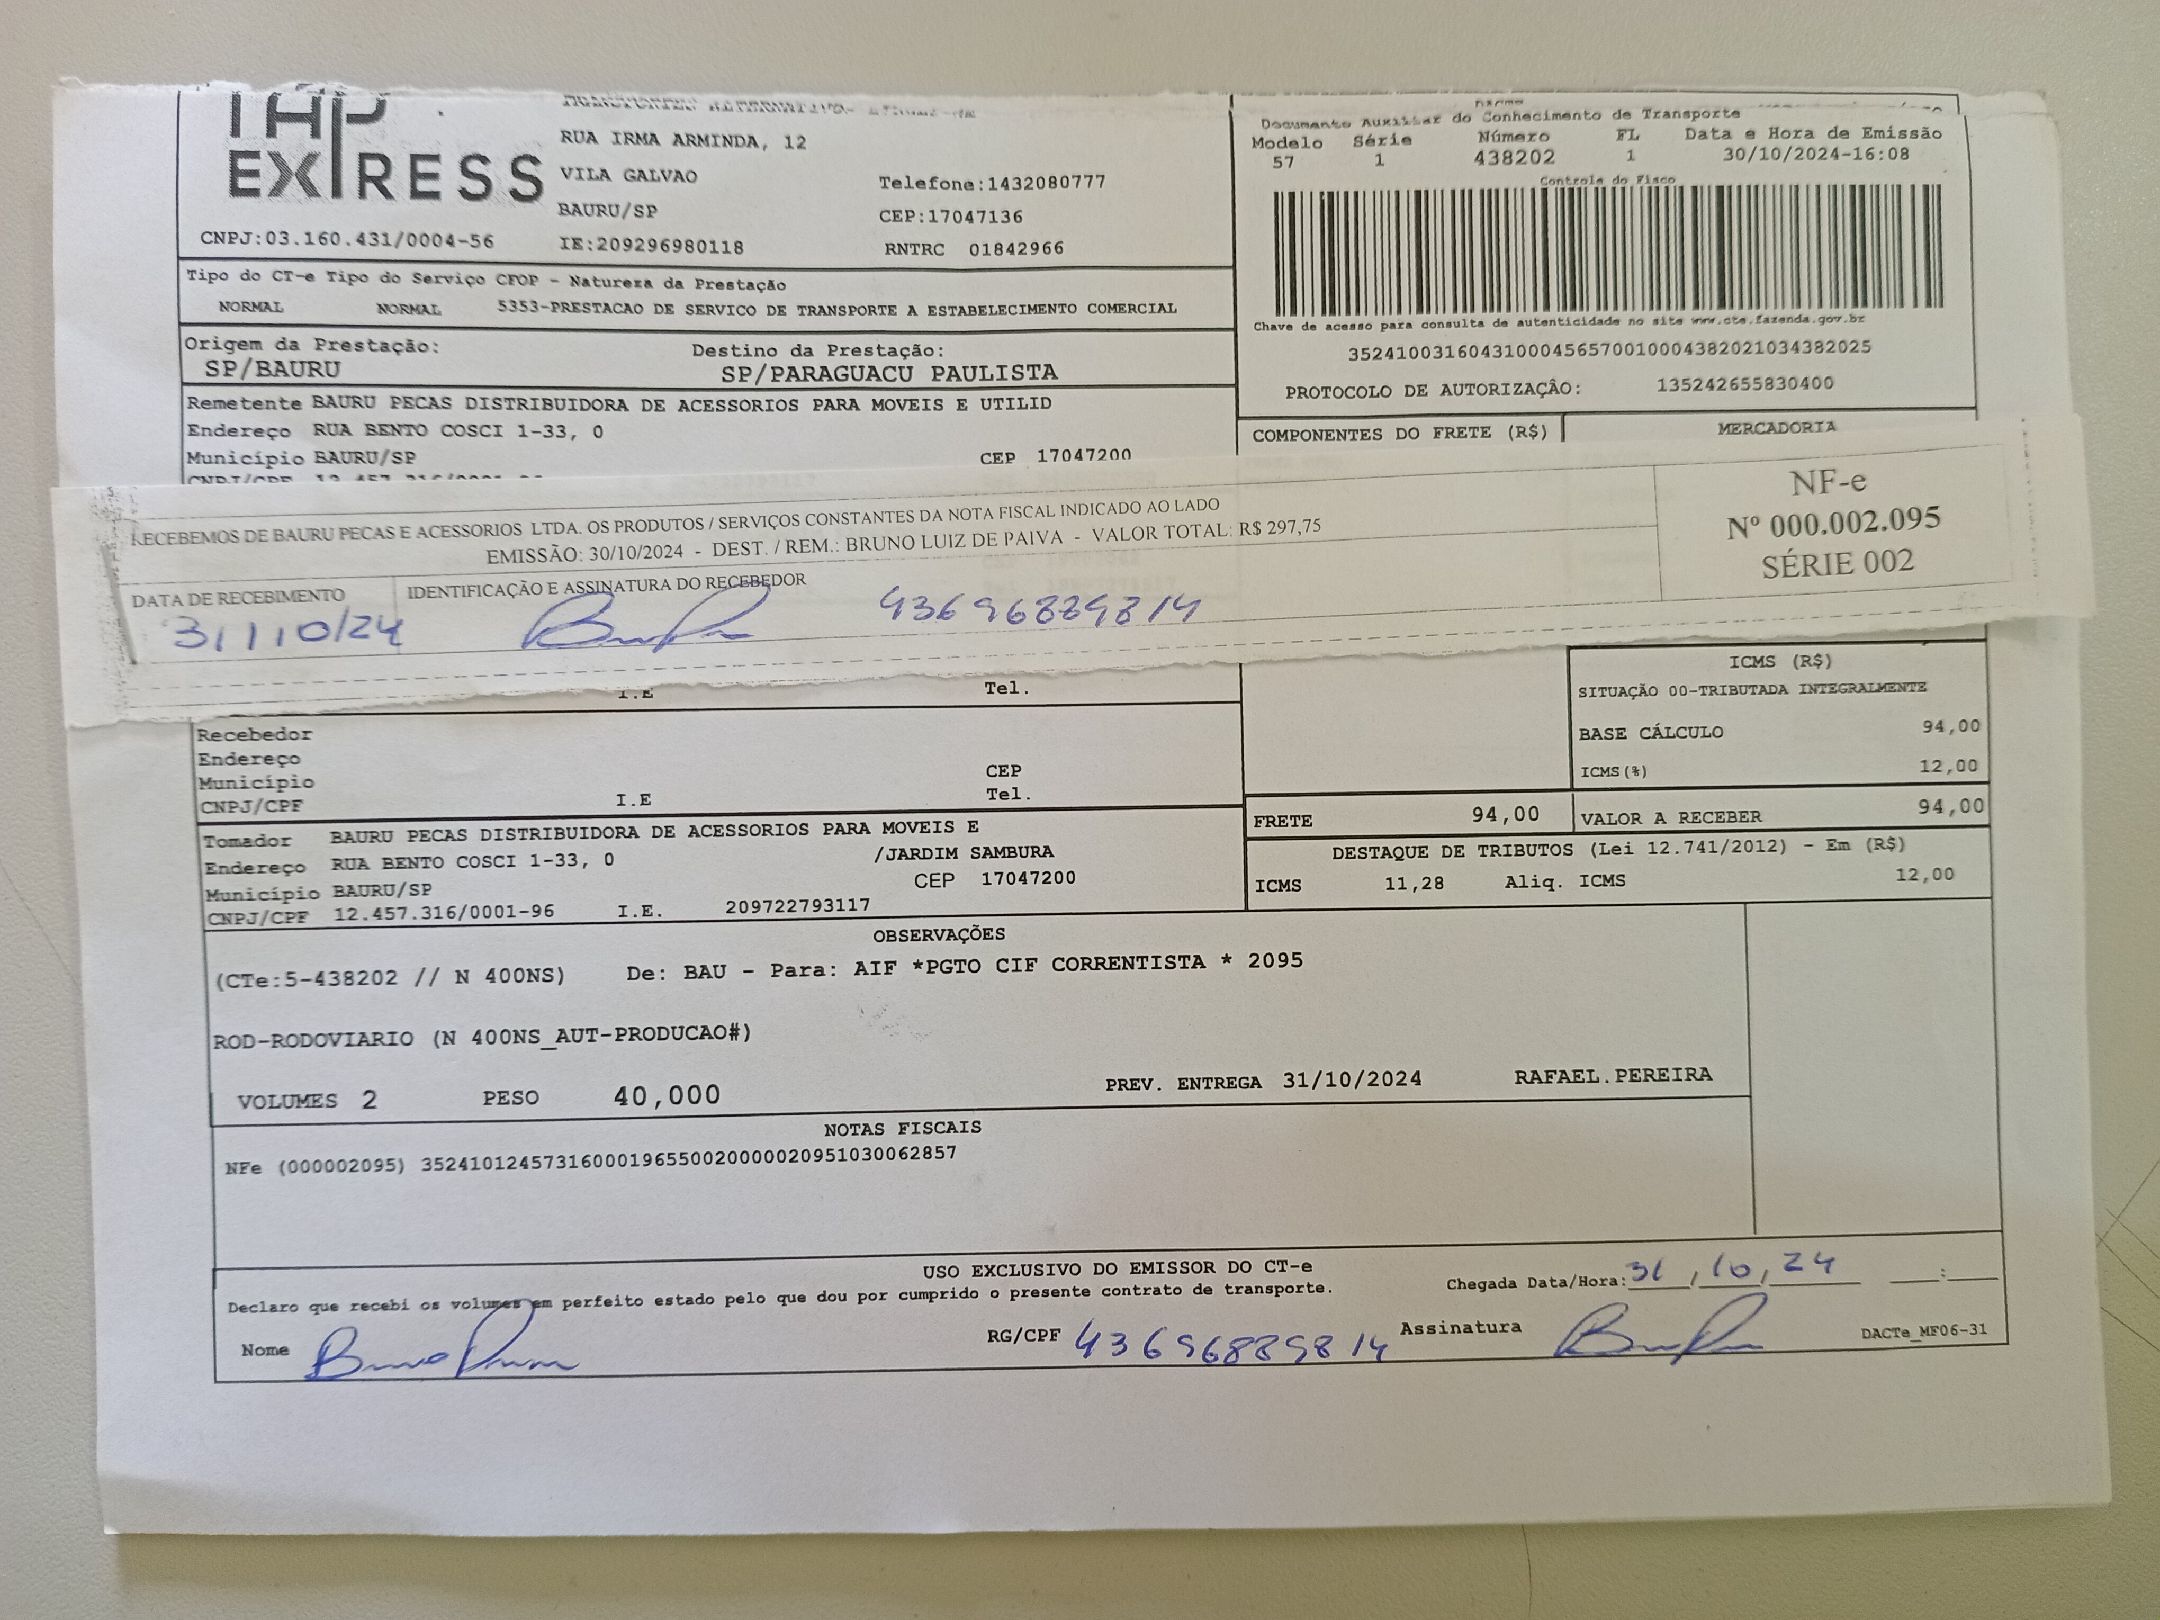 TAP
EXPRESS
RUA IRMA ARMINDA, 12
VILA GALVAO
Telefone:1432080777
BAURU/SP
CEP:17047136
CNPJ:03.160.431/0004-56
IE:209296980118
RNTRC 01842966
Documento Auxiliar do Conhecimento de Transporte
Modelo Série Número FL Data e Hora de Emissão
57 1 438202 1 30/10/2024-16:08
Controle do Fisco
Chave de acesso para consulta de autenticidade no site www.cte.fazenda.gov.br
35241003160431000456570010004382021034382025
PROTOCOLO DE AUTORIZAÇÂO: 135242655830400
Tipo do CT-e Tipo do Serviço CFOP - Natureza da Prestação
NORMAL NORMAL 5353-PRESTACAO DE SERVICO DE TRANSPORTE A ESTABELECIMENTO COMERCIAL
Origem da Prestação: Destino da Prestação:
SP/BAURU SP/PARAGUACU PAULISTA
Remetente BAURU PECAS DISTRIBUIDORA DE ACESSORIOS PARA MOVEIS E UTILID
Endereço RUA BENTO COSCI 1-33, 0
Município BAURU/SP CEP 17047200
COMPONENTES DO FRETE (R$) MERCADORIA
RECEBEMOS DE BAURU PECAS E ACESSORIOS LTDA. OS PRODUTOS / SERVIÇOS CONSTANTES DA NOTA FISCAL INDICADO AO LADO
EMISSÃO: 30/10/2024 - DEST. / REM.: BRUNO LUIZ DE PAIVA - VALOR TOTAL: R$ 297,75
NF-e
Nº 000.002.095
SÉRIE 002
DATA DE RECEBIMENTO IDENTIFICAÇÃO E ASSINATURA DO RECEBEDOR
31/10/24 43696889814
I.E Tel.
ICMS (R$)
SITUAÇÃO 00-TRIBUTADA INTEGRALMENTE
BASE CÁLCULO 94,00
ICMS(%) 12,00
Recebedor
Endereço
Município CEP
CNPJ/CPF I.E Tel.
FRETE 94,00 VALOR A RECEBER 94,00
Tomador BAURU PECAS DISTRIBUIDORA DE ACESSORIOS PARA MOVEIS E
Endereço RUA BENTO COSCI 1-33, 0 /JARDIM SAMBURA
Município BAURU/SP CEP 17047200
CNPJ/CPF 12.457.316/0001-96 I.E. 209722793117
DESTAQUE DE TRIBUTOS (Lei 12.741/2012) - Em (R$)
ICMS 11,28 Aliq. ICMS 12,00
OBSERVAÇÕES
(CTe:5-438202 // N 400NS) De: BAU - Para: AIF *PGTO CIF CORRENTISTA * 2095
ROD-RODOVIARIO (N 400NS_AUT-PRODUCAO#)
VOLUMES 2 PESO 40,000 PREV. ENTREGA 31/10/2024 RAFAEL.PEREIRA
NOTAS FISCAIS
NFe (000002095) 35241012457316000196550020000020951030062857
USO EXCLUSIVO DO EMISSOR DO CT-e
Declaro que recebi os volumes em perfeito estado pelo que dou por cumprido o presente contrato de transporte.
Chegada Data/Hora: 31,10,24 :
Nome RG/CPF 43696889814 Assinatura
DACTe_MF06-31